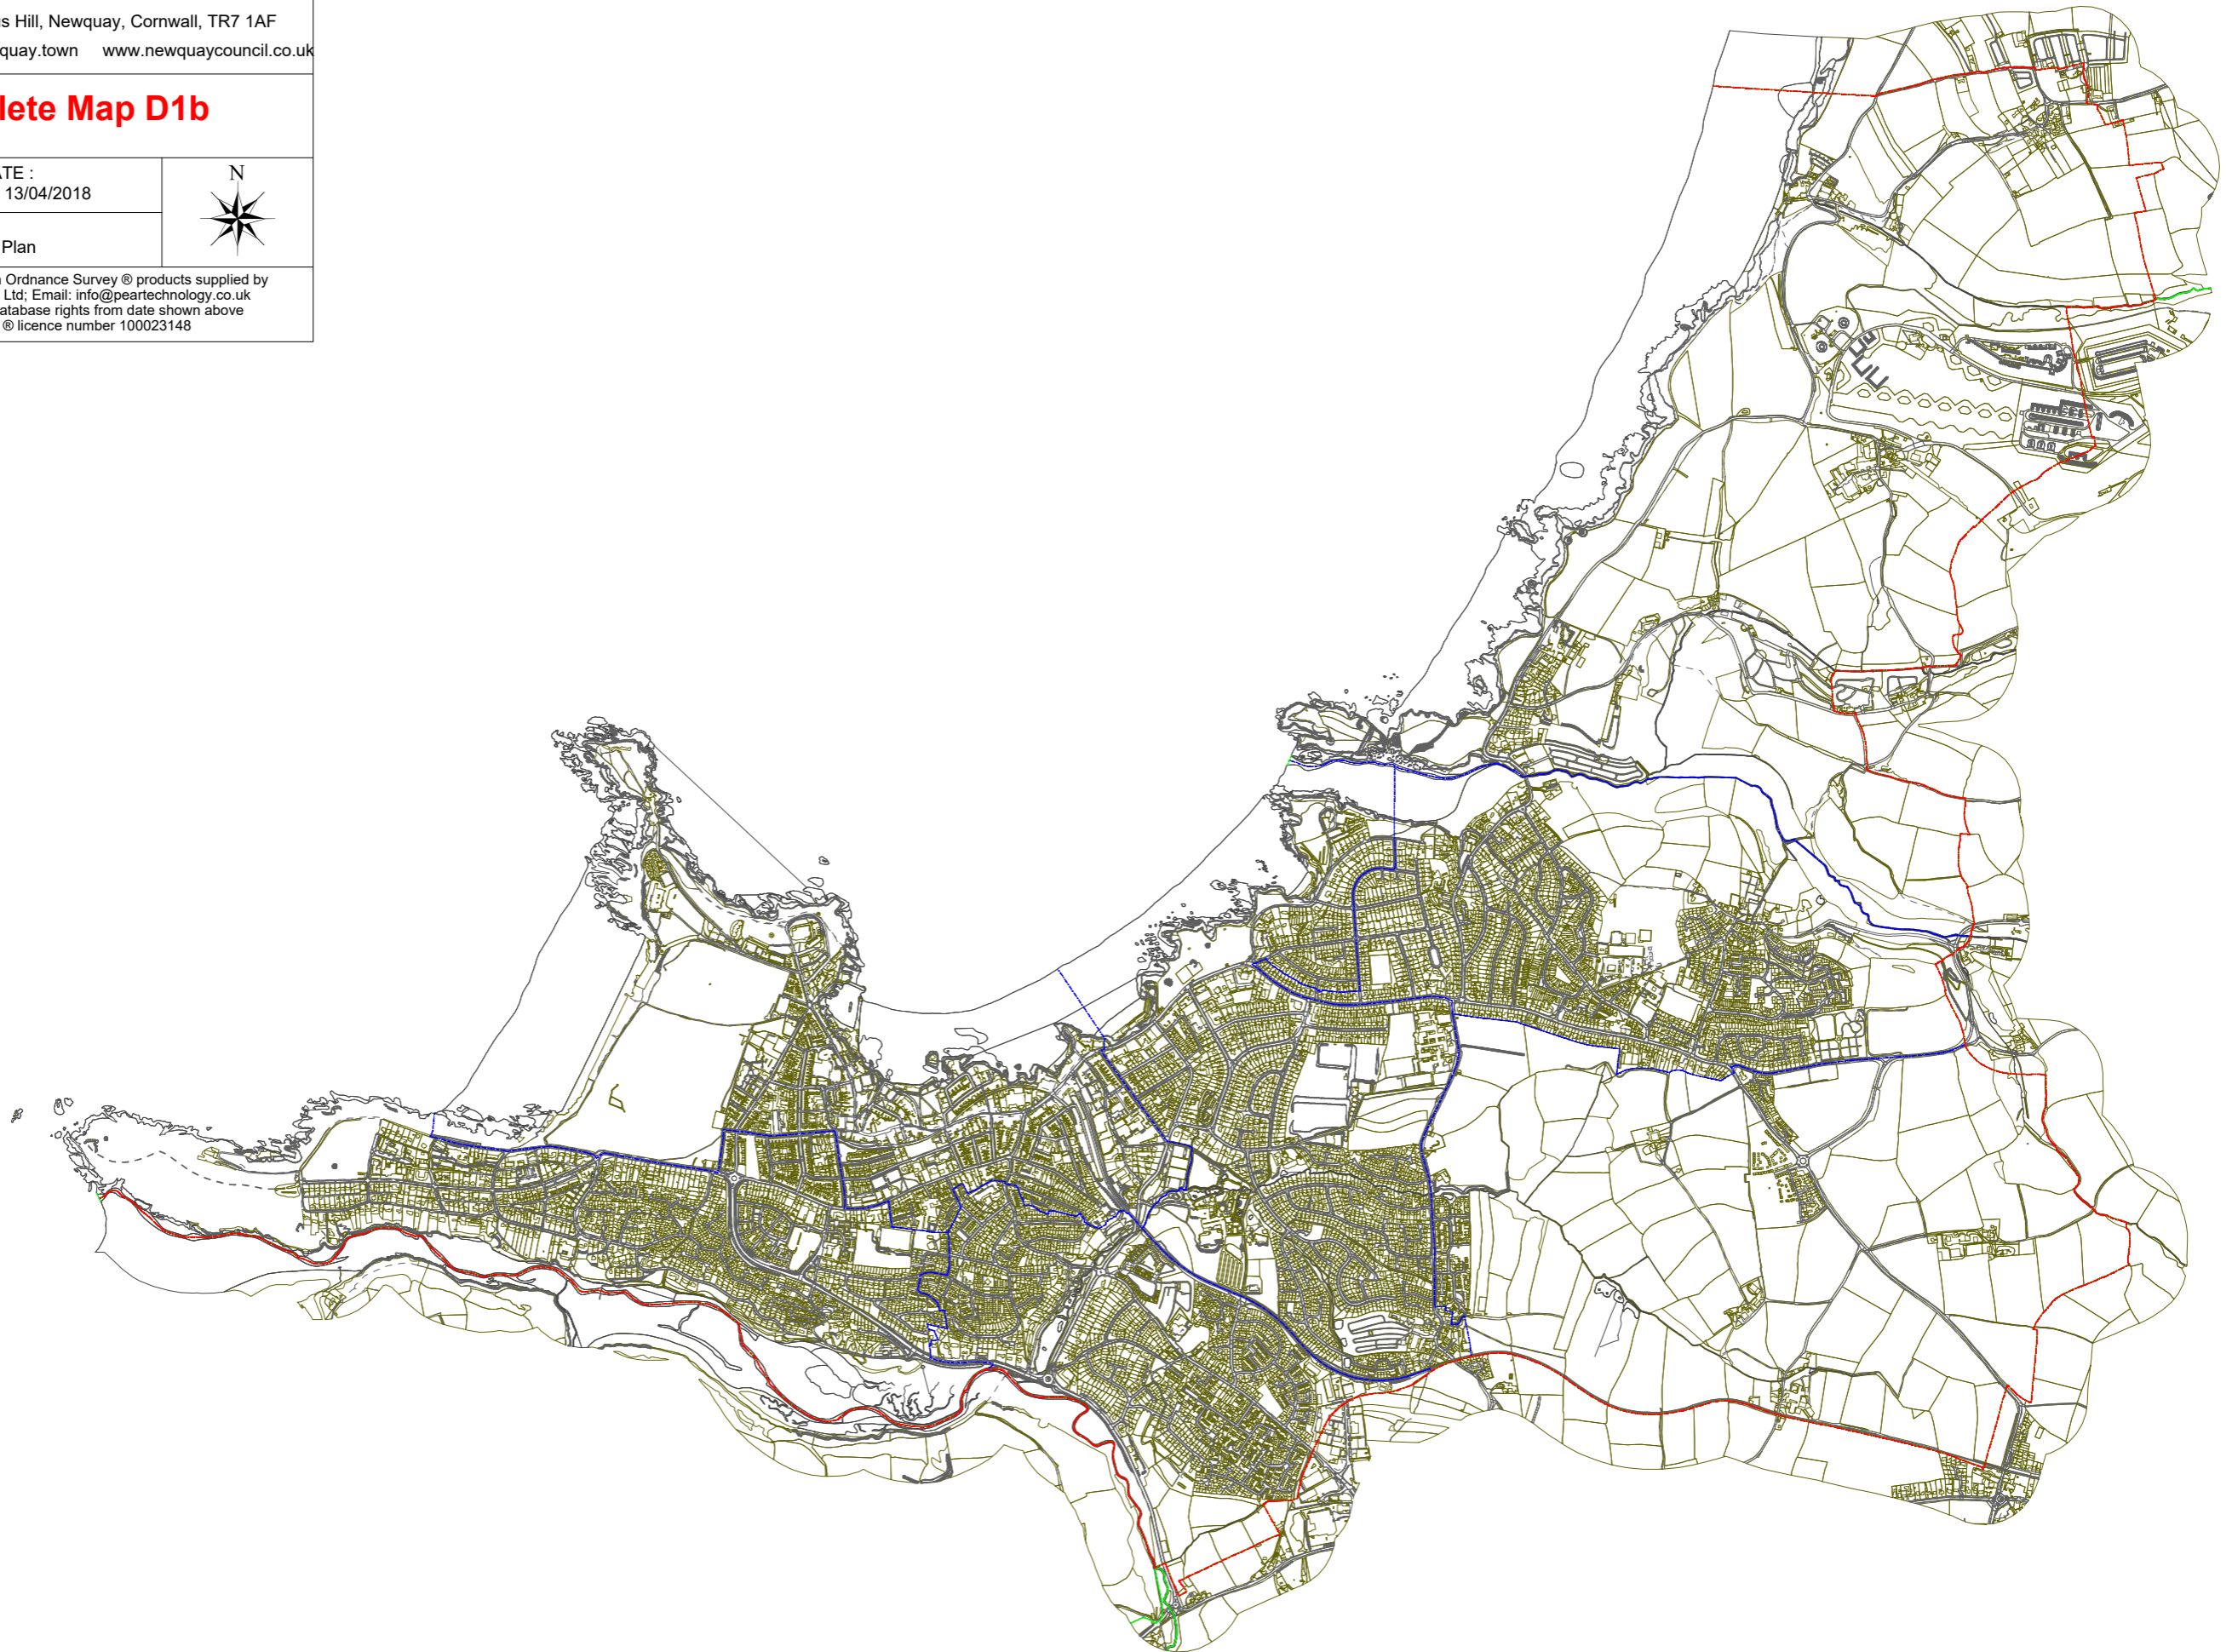 s Hill, Newquay, Cornwall, TR7 1AF
quay.town www.newquaycouncil.co.uk
lete Map D1b
ATE :
13/04/2018
N
Plan
Ordnance Survey ® products supplied by
Ltd; Email: info@peartechnology.co.uk
atabase rights from date shown above
® licence number 100023148